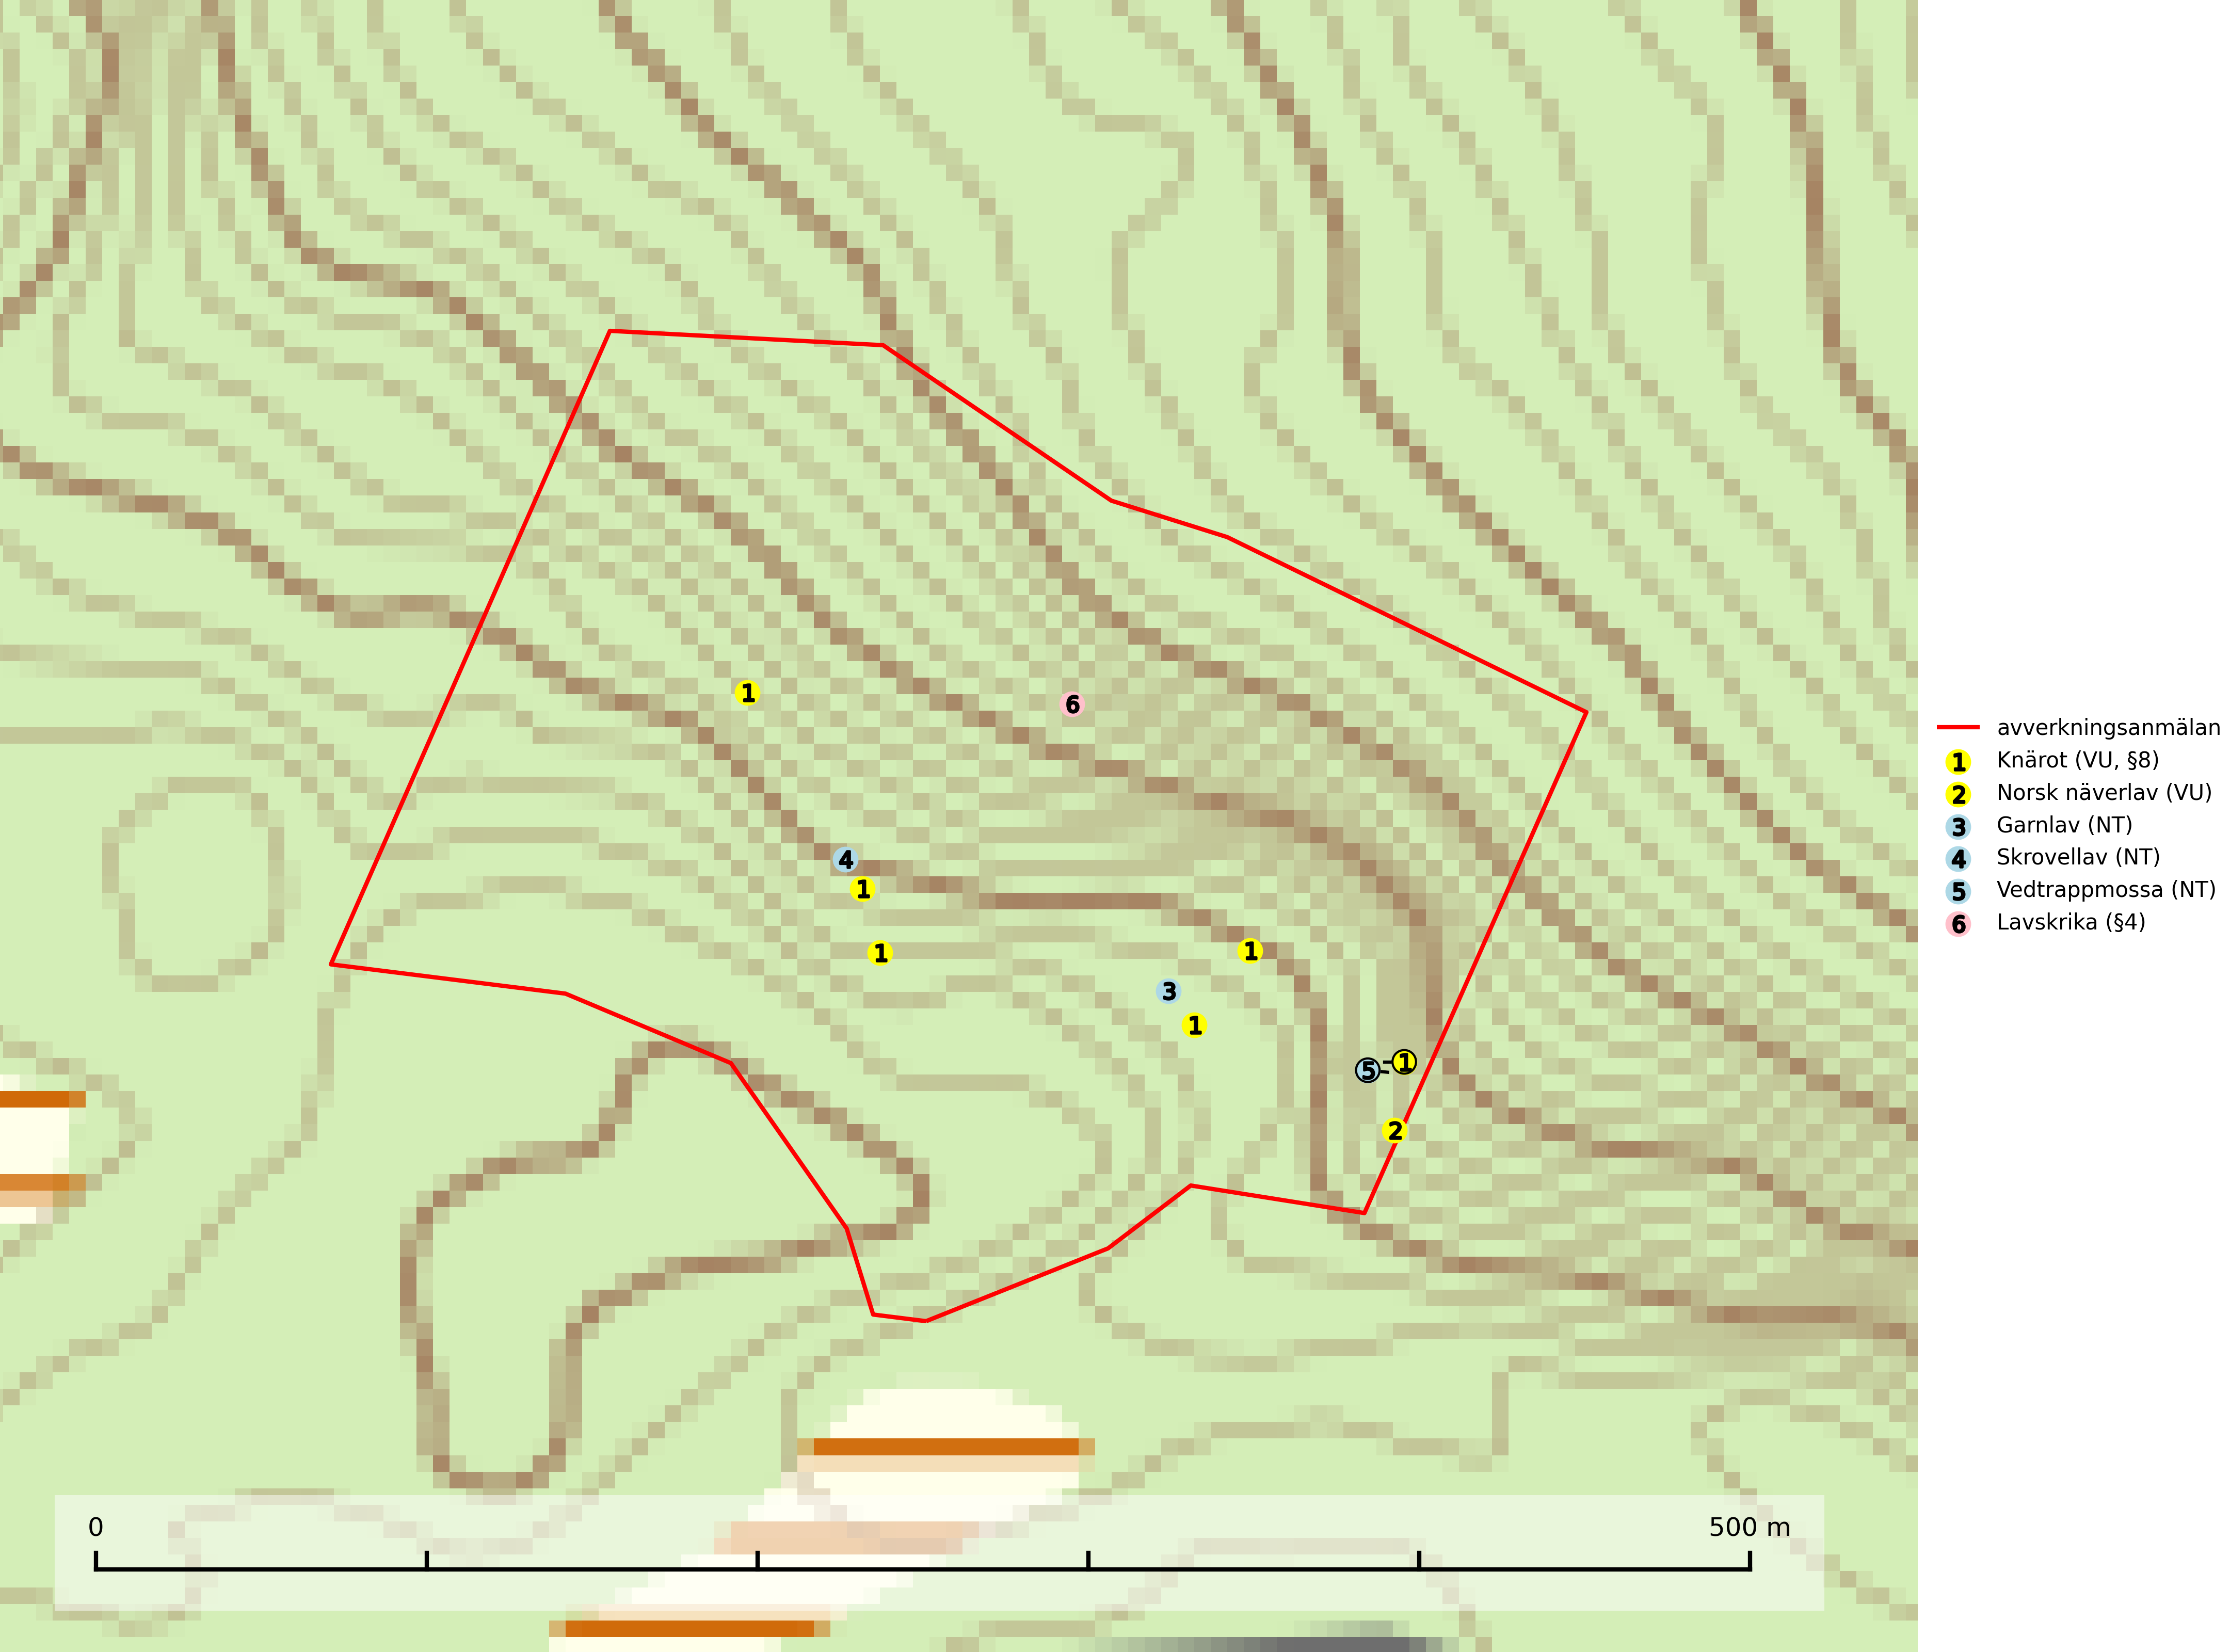 1
6
4
1
1
1
3
1
5
1
2
avverkningsanmälan
1 Knärot (VU, §8)
2 Norsk näverlav (VU)
3 Garnlav (NT)
4 Skrovellav (NT)
5 Vedtrappmossa (NT)
6 Lavskrika (§4)
0 500 m